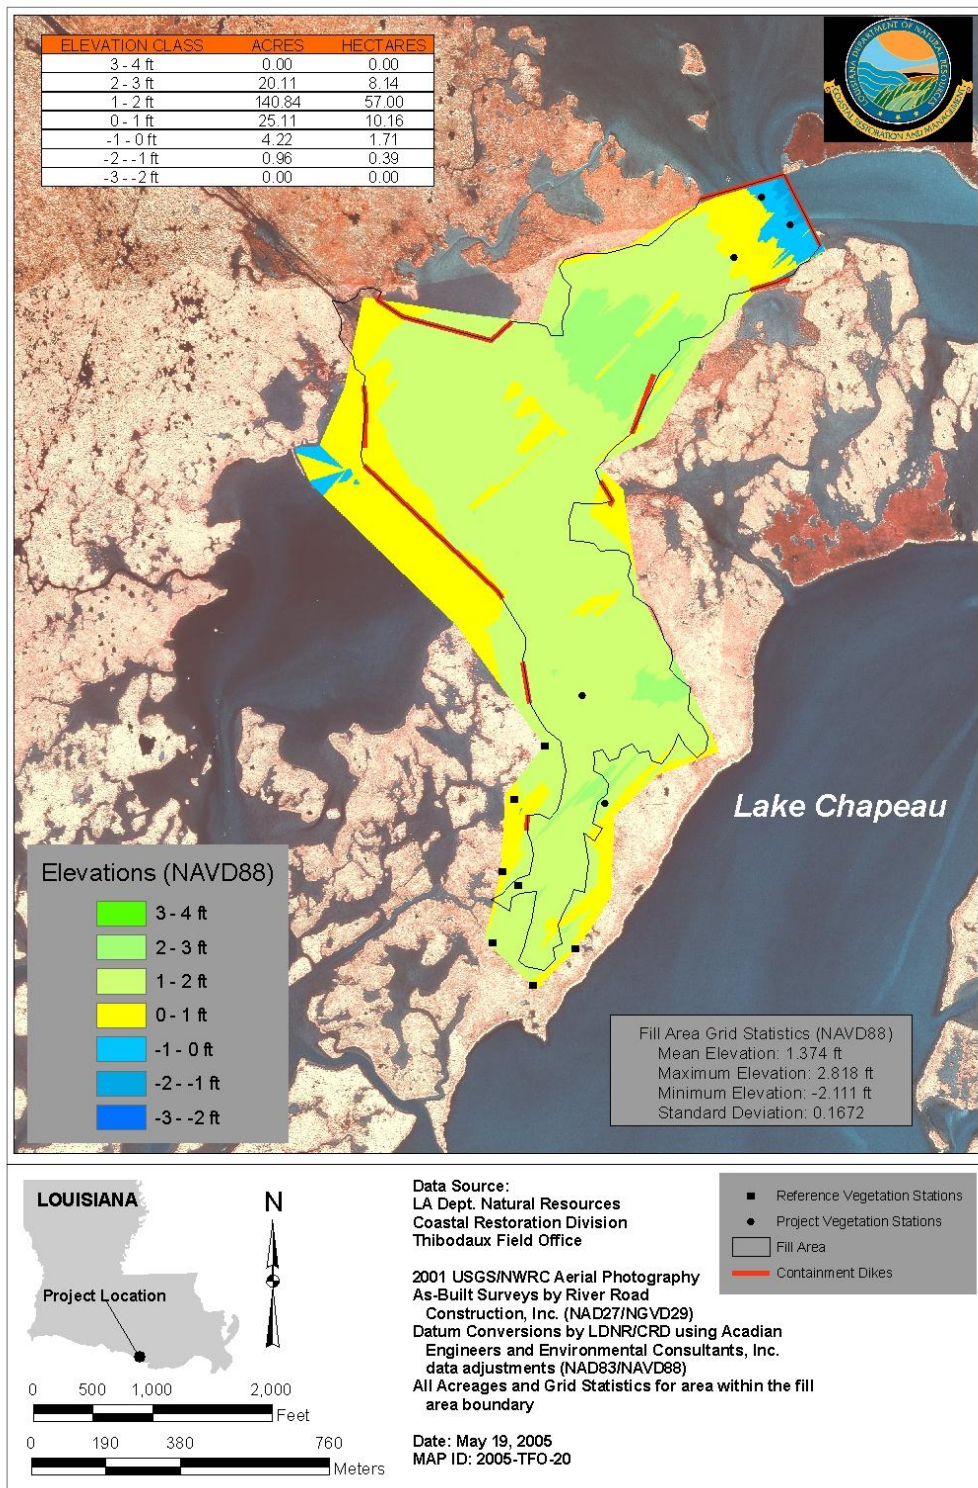 ELEVATION CLASS ACRES HECTARES
3 - 4 ft 0.00 0.00
2 - 3 ft 20.11 8.14
1 - 2 ft 140.84 57.00
0 - 1 ft 25.11 10.16
-1 - 0 ft 4.22 1.71
-2 - -1 ft 0.96 0.39
-3 - -2 ft 0.00 0.00
LOUISIANA DEPARTMENT OF NATURAL RESOURCES
COASTAL RESTORATION AND MANAGEMENT
Lake Chapeau
Elevations (NAVD88)
3 - 4 ft
2 - 3 ft
1 - 2 ft
0 - 1 ft
-1 - 0 ft
-2 - -1 ft
-3 - -2 ft
Fill Area Grid Statistics (NAVD88)
Mean Elevation: 1.374 ft
Maximum Elevation: 2.818 ft
Minimum Elevation: -2.111 ft
Standard Deviation: 0.1672
LOUISIANA
Project Location
N
0 500 1,000 2,000
Feet
0 190 380 760
Meters
Data Source:
LA Dept. Natural Resources
Coastal Restoration Division
Thibodaux Field Office
2001 USGS/NWRC Aerial Photography
As-Built Surveys by River Road
Construction, Inc. (NAD27/NGVD29)
Datum Conversions by LDNR/CRD using Acadian
Engineers and Environmental Consultants, Inc.
data adjustments (NAD83/NAVD88)
All Acreages and Grid Statistics for area within the fill
area boundary
Date: May 19, 2005
MAP ID: 2005-TFO-20
Reference Vegetation Stations
Project Vegetation Stations
Fill Area
Containment Dikes